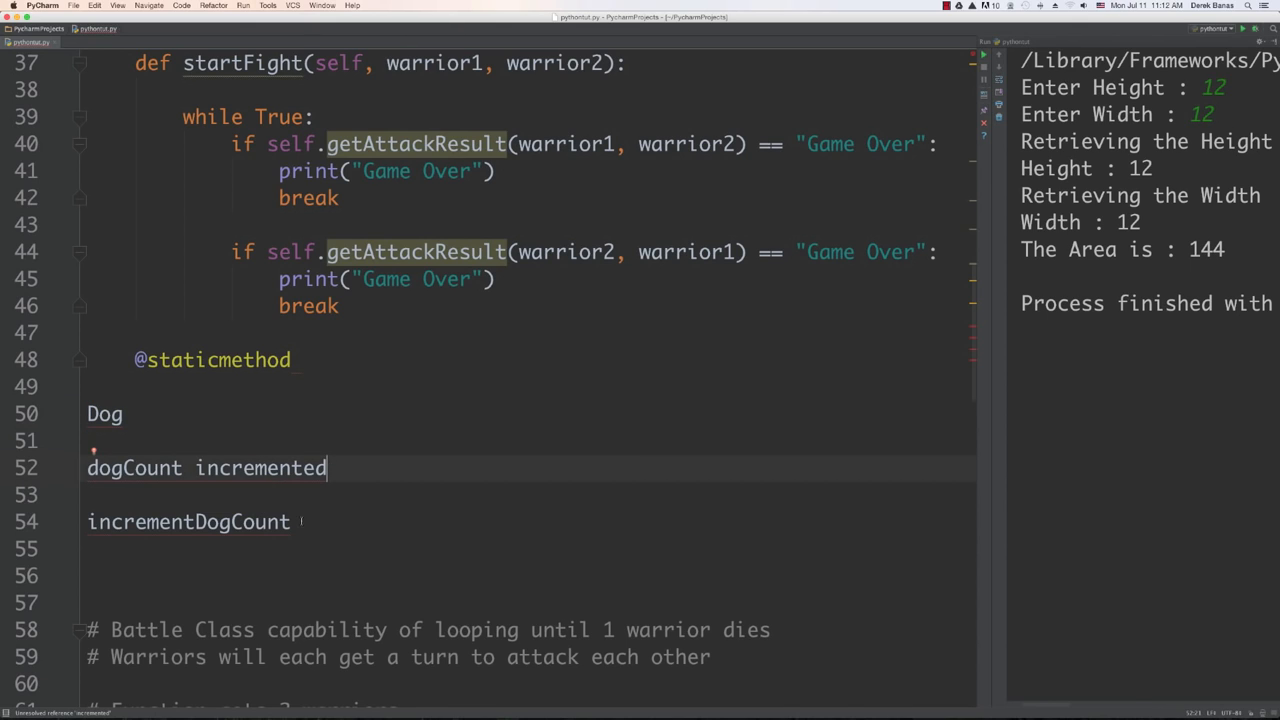 PyCharm File Edit View Navigate Code Refactor Run Tools VCS Window Help
10 Mon Jul 11 11:12 AM Derek Banas
pythontut.py - PycharmProjects - [~/PycharmProjects]
PycharmProjects pythontut.py
pythontut
pythontut.py
Run pythontut
37 def startFight(self, warrior1, warrior2):
38
39 while True:
40 if self.getAttackResult(warrior1, warrior2) == "Game Over":
41 print("Game Over")
42 break
43
44 if self.getAttackResult(warrior2, warrior1) == "Game Over":
45 print("Game Over")
46 break
47
48 @staticmethod
49
50 Dog
51
52 dogCount incremented
53
54 incrementDogCount
55
56
57
58 # Battle Class capability of looping until 1 warrior dies
59 # Warriors will each get a turn to attack each other
60
61 # Function gets 2 warriors
/Library/Frameworks/Py
Enter Height : 12
Enter Width : 12
Retrieving the Height
Height : 12
Retrieving the Width
Width : 12
The Area is : 144
Process finished with
Unresolved reference 'incremented'
52:21 LF UTF-8